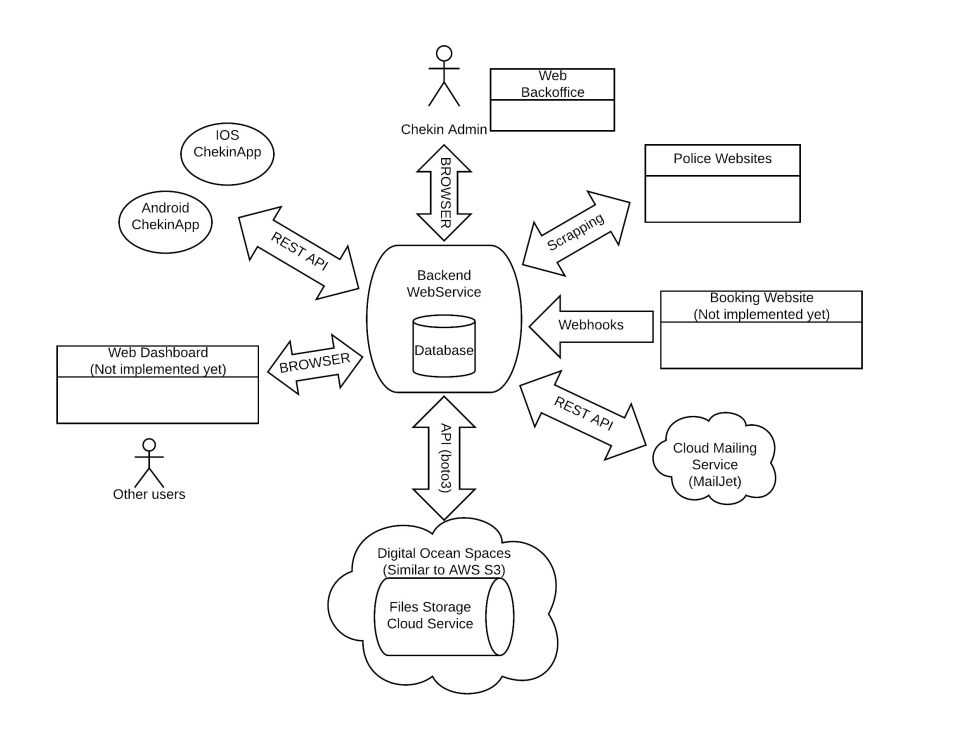 Web
Backoffice
Chekin Admin
IOS
ChekinApp
Police Websites
Android
ChekinApp
BROWSER
Scrapping
REST API
Backend
WebService
Booking Website
(Not implemented yet)
Webhooks
Database
Web Dashboard
(Not implemented yet)
BROWSER
REST API
API (boto3)
Cloud Mailing
Service
(MailJet)
Other users
Digital Ocean Spaces
(Similar to AWS S3)
Files Storage
Cloud Service